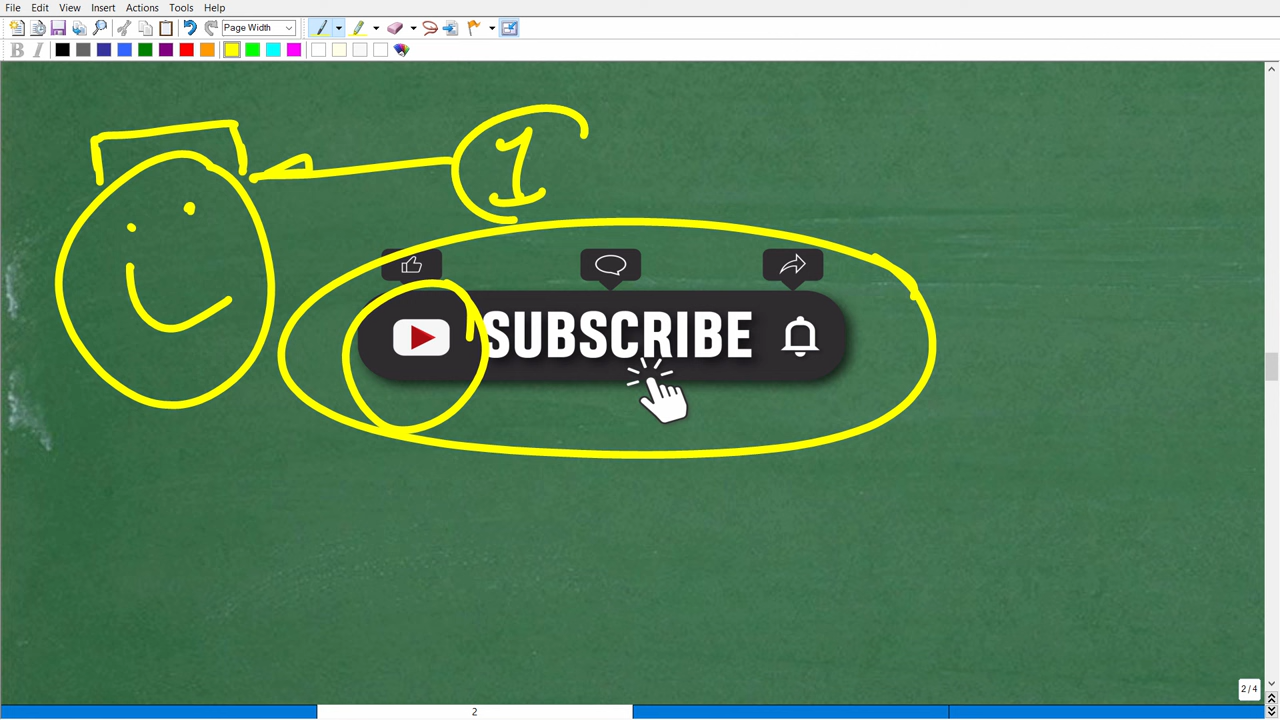 File Edit View Insert Actions Tools Help
Page Width
B I
1
SUBSCRIBE
2 / 4
2